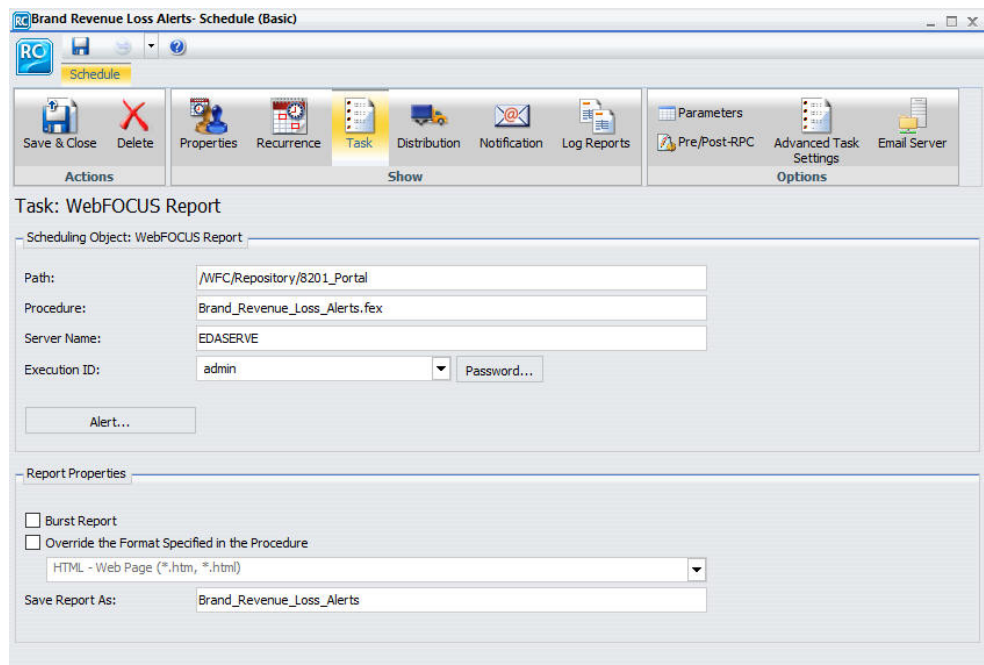 RC Brand Revenue Loss Alerts- Schedule (Basic)
RC
Schedule
Save & Close Delete Properties Recurrence Task Distribution Notification Log Reports Parameters Pre/Post-RPC Advanced Task Settings Email Server
Actions Show Options
Task: WebFOCUS Report
Scheduling Object: WebFOCUS Report
Path: /WFC/Repository/8201_Portal
Procedure: Brand_Revenue_Loss_Alerts.fex
Server Name: EDASERVE
Execution ID: admin Password...
Alert...
Report Properties
Burst Report
Override the Format Specified in the Procedure
HTML - Web Page (*.htm, *.html)
Save Report As: Brand_Revenue_Loss_Alerts